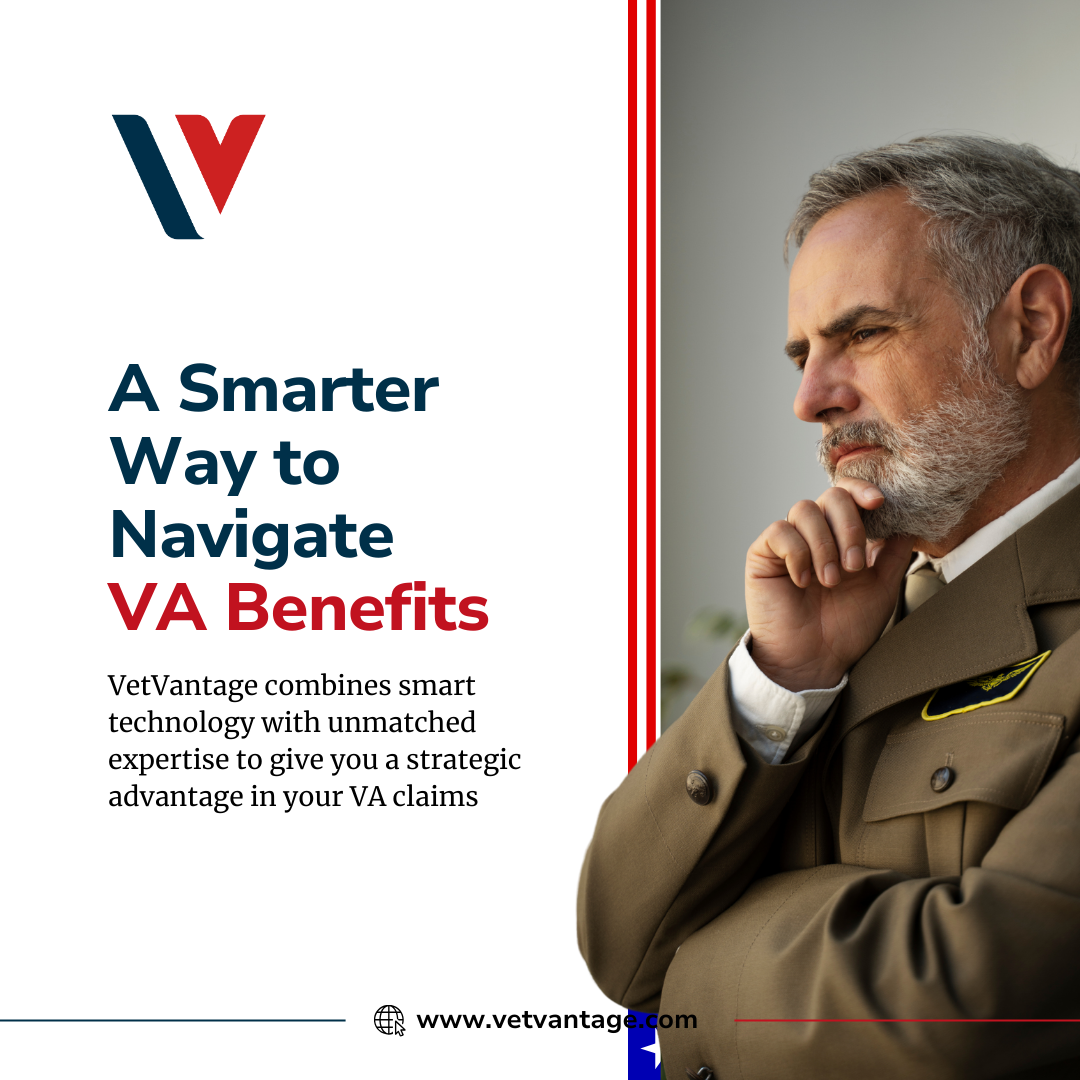 A Smarter
Way to
Navigate
VA Benefits
VetVantage combines smart
technology with unmatched
expertise to give you a strategic
advantage in your VA claims
www.vetvantage.com